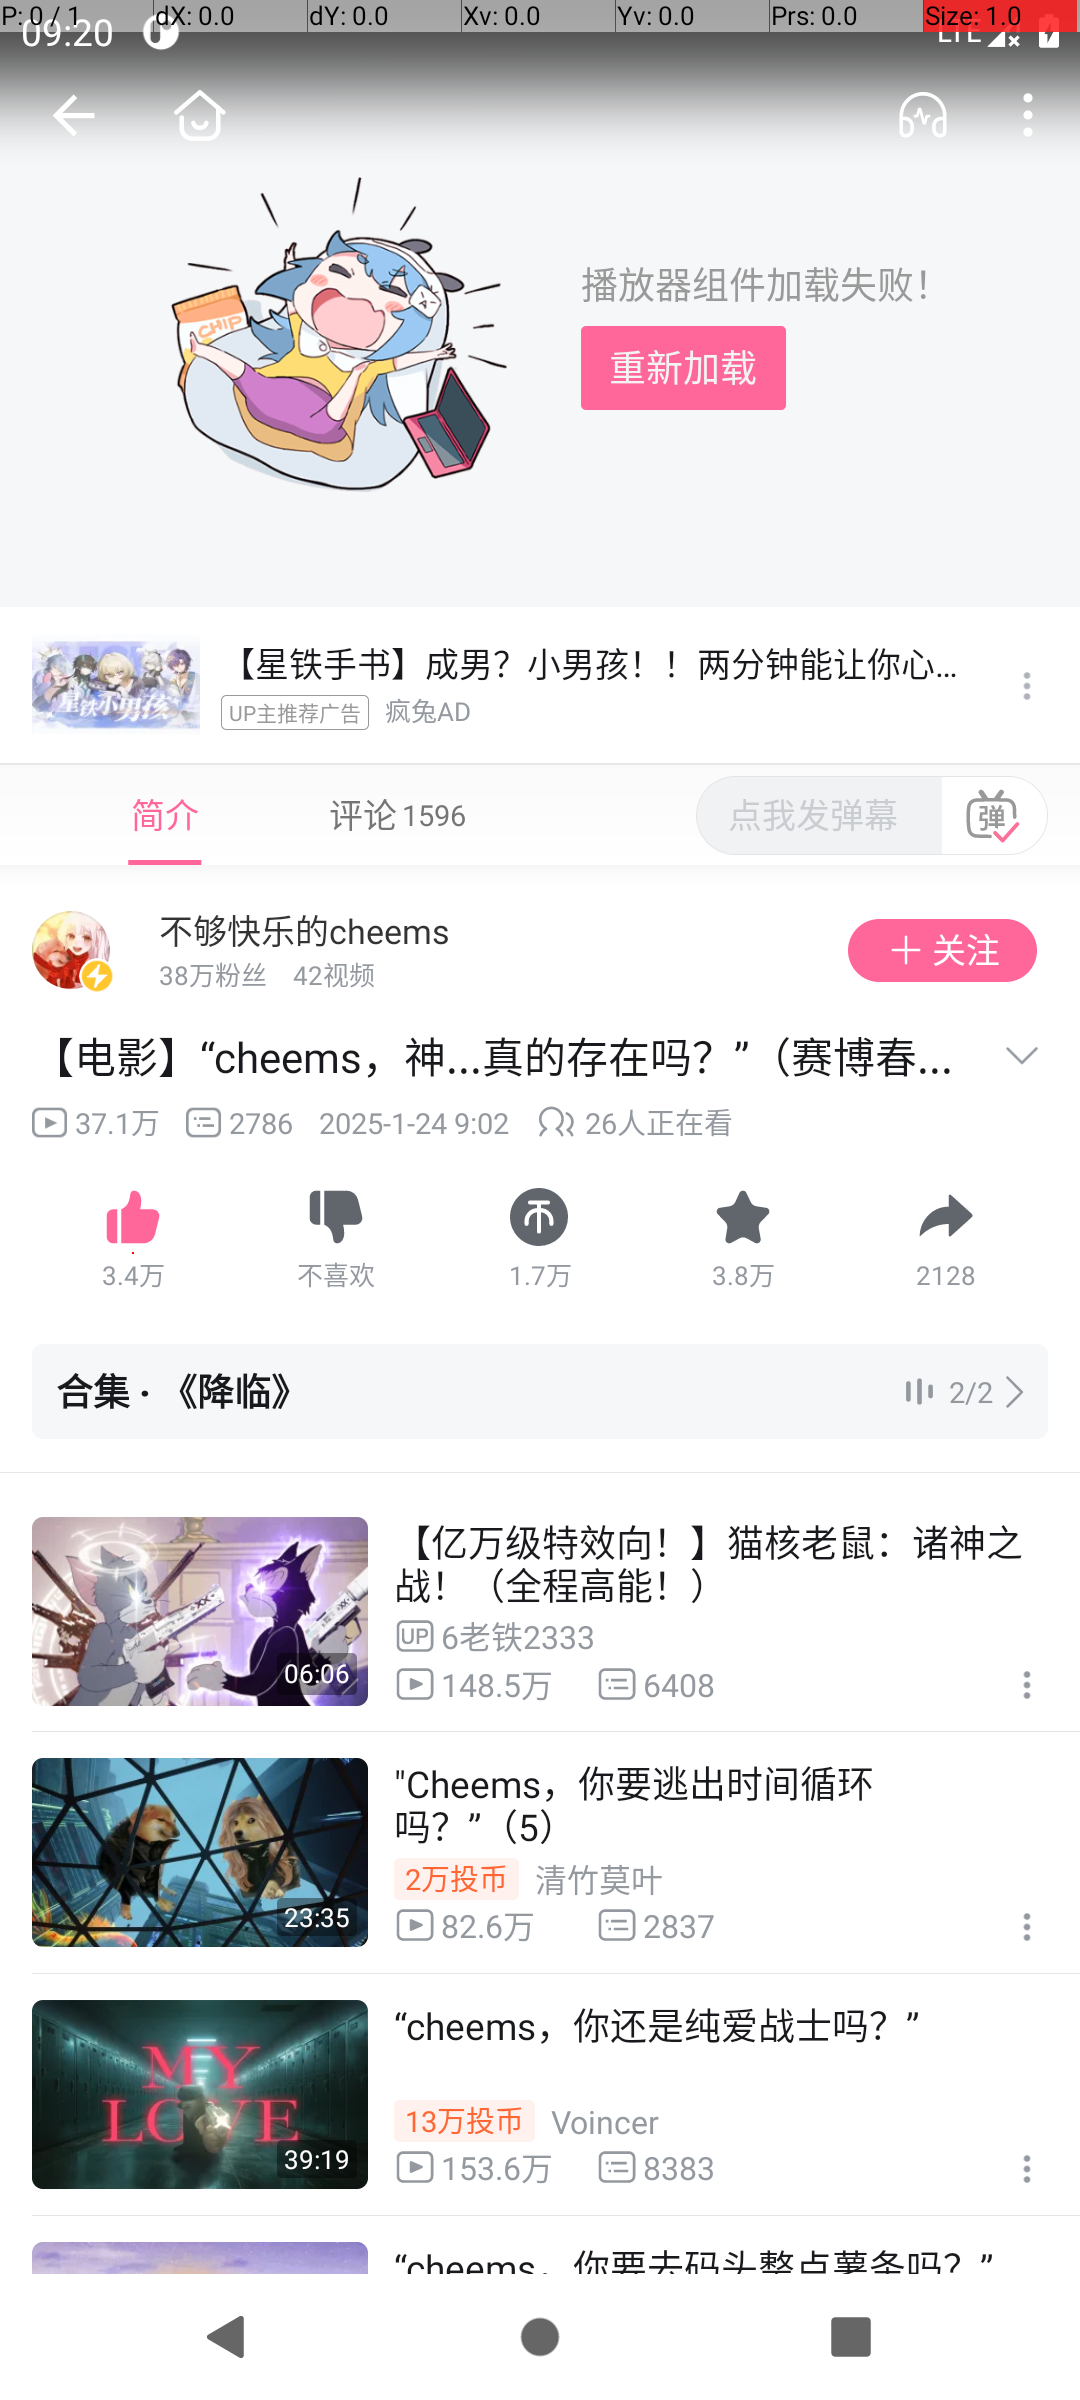 P: 0 / 1 dX: 0.0 dY: 0.0 Xv: 0.0 Yv: 0.0 Prs: 0.0 Size: 1.0
09:20 LTE
CHIP
播放器组件加载失败！
重新加载
星铁小男孩
【星铁手书】成男？小男孩！！两分钟能让你心...
UP主推荐广告 疯兔AD
简介 评论 1596 点我发弹幕 弹
不够快乐的cheems
38万粉丝 42视频
＋ 关注
【电影】“cheems，神...真的存在吗？”（赛博春...
37.1万 2786 2025-1-24 9:02 26人正在看
3.4万 不喜欢 1.7万 3.8万 2128
合集 · 《降临》 2/2
【亿万级特效向！】猫核老鼠：诸神之
战！（全程高能！）
06:06
UP 6老铁2333
148.5万 6408
"Cheems，你要逃出时间循环
吗？”（5）
23:35
2万投币 清竹莫叶
82.6万 2837
“cheems，你还是纯爱战士吗？”
MY
LOVE
39:19
13万投币 Voincer
153.6万 8383
“cheems，你要去码头整点薯条吗？”